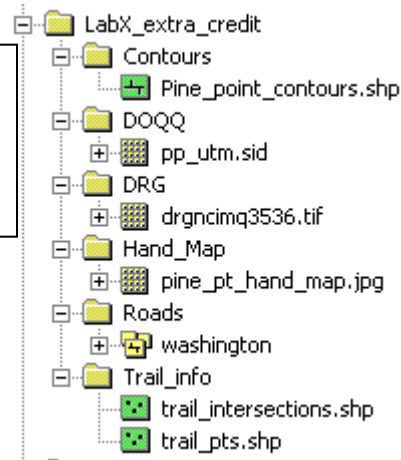 LabX_extra_credit
Contours
Pine_point_contours.shp
DOQQ
pp_utm.sid
DRG
drgncimq3536.tif
Hand_Map
pine_pt_hand_map.jpg
Roads
washington
Trail_info
trail_intersections.shp
trail_pts.shp